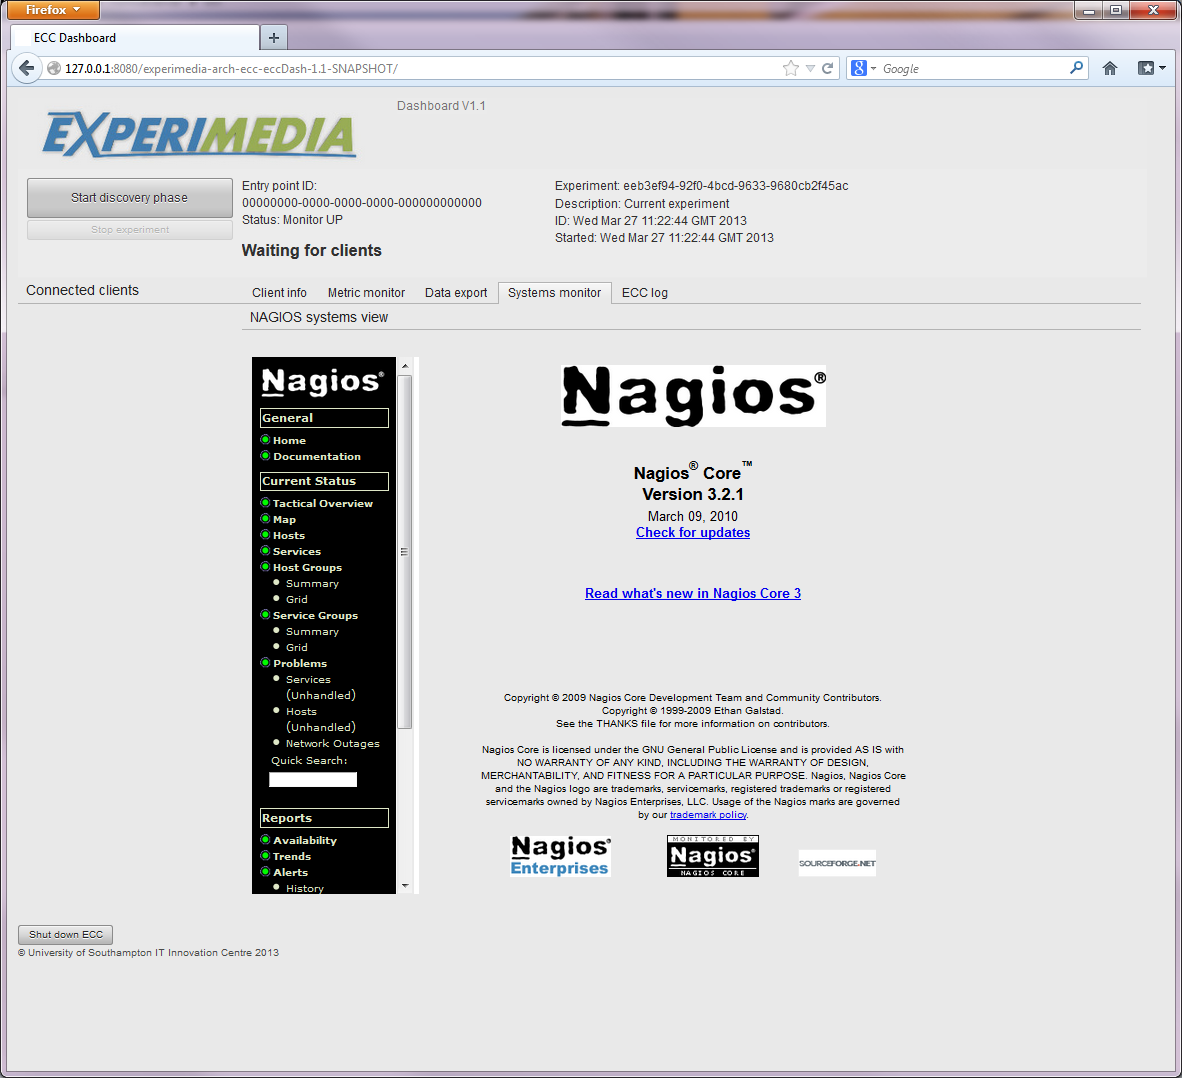 Firefox
ECC Dashboard
127.0.0.1:8080/experimedia-arch-ecc-eccDash-1.1-SNAPSHOT/
Google
EXPERIMEDIA
Dashboard V1.1
Start discovery phase
Stop experiment
Entry point ID:
00000000-0000-0000-0000-000000000000
Status: Monitor UP
Waiting for clients
Experiment: eeb3ef94-92f0-4bcd-9633-9680cb2f45ac
Description: Current experiment
ID: Wed Mar 27 11:22:44 GMT 2013
Started: Wed Mar 27 11:22:44 GMT 2013
Connected clients
Client info Metric monitor Data export Systems monitor ECC log
NAGIOS systems view
Nagios®
General
Home
Documentation
Current Status
Tactical Overview
Map
Hosts
Services
Host Groups
Summary
Grid
Service Groups
Summary
Grid
Problems
Services
(Unhandled)
Hosts
(Unhandled)
Network Outages
Quick Search:
Reports
Availability
Trends
Alerts
History
Nagios®
Nagios® Core™
Version 3.2.1
March 09, 2010
Check for updates
Read what's new in Nagios Core 3
Copyright © 2009 Nagios Core Development Team and Community Contributors.
Copyright © 1999-2009 Ethan Galstad.
See the THANKS file for more information on contributors.
Nagios Core is licensed under the GNU General Public License and is provided AS IS with
NO WARRANTY OF ANY KIND, INCLUDING THE WARRANTY OF DESIGN,
MERCHANTABILITY, AND FITNESS FOR A PARTICULAR PURPOSE. Nagios, Nagios Core
and the Nagios logo are trademarks, servicemarks, registered trademarks or registered
servicemarks owned by Nagios Enterprises, LLC. Usage of the Nagios marks are governed
by our trademark policy.
Nagios®
Enterprises
MONITORED BY
Nagios®
NAGIOS CORE
SOURCEFORGE.NET
Shut down ECC
© University of Southampton IT Innovation Centre 2013